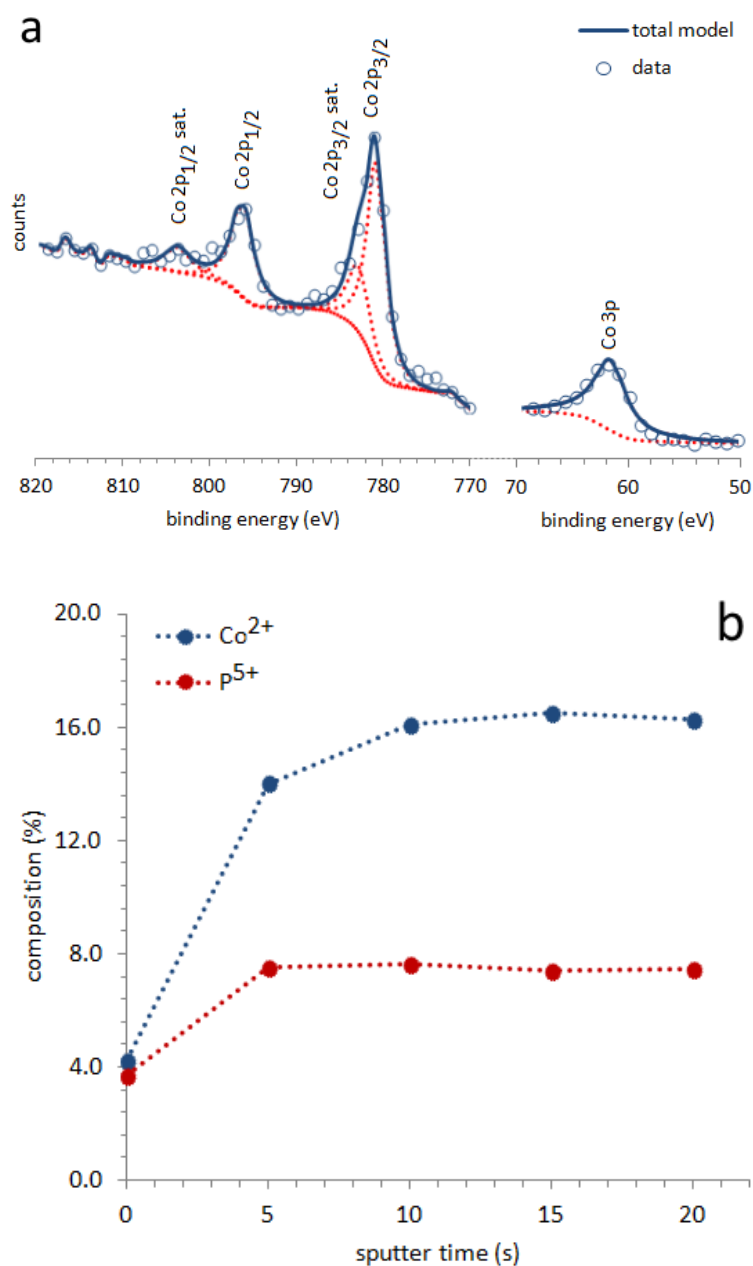 a
total model
data
Co 2p1/2 sat.
Co 2p1/2
Co 2p3/2 sat.
Co 2p3/2
Co 3p
counts
820 810 800 790 780 770 70 60 50
binding energy (eV) binding energy (eV)
b
20.0
Co2+
P5+
16.0
12.0
8.0
4.0
0.0
composition (%)
0 5 10 15 20
sputter time (s)